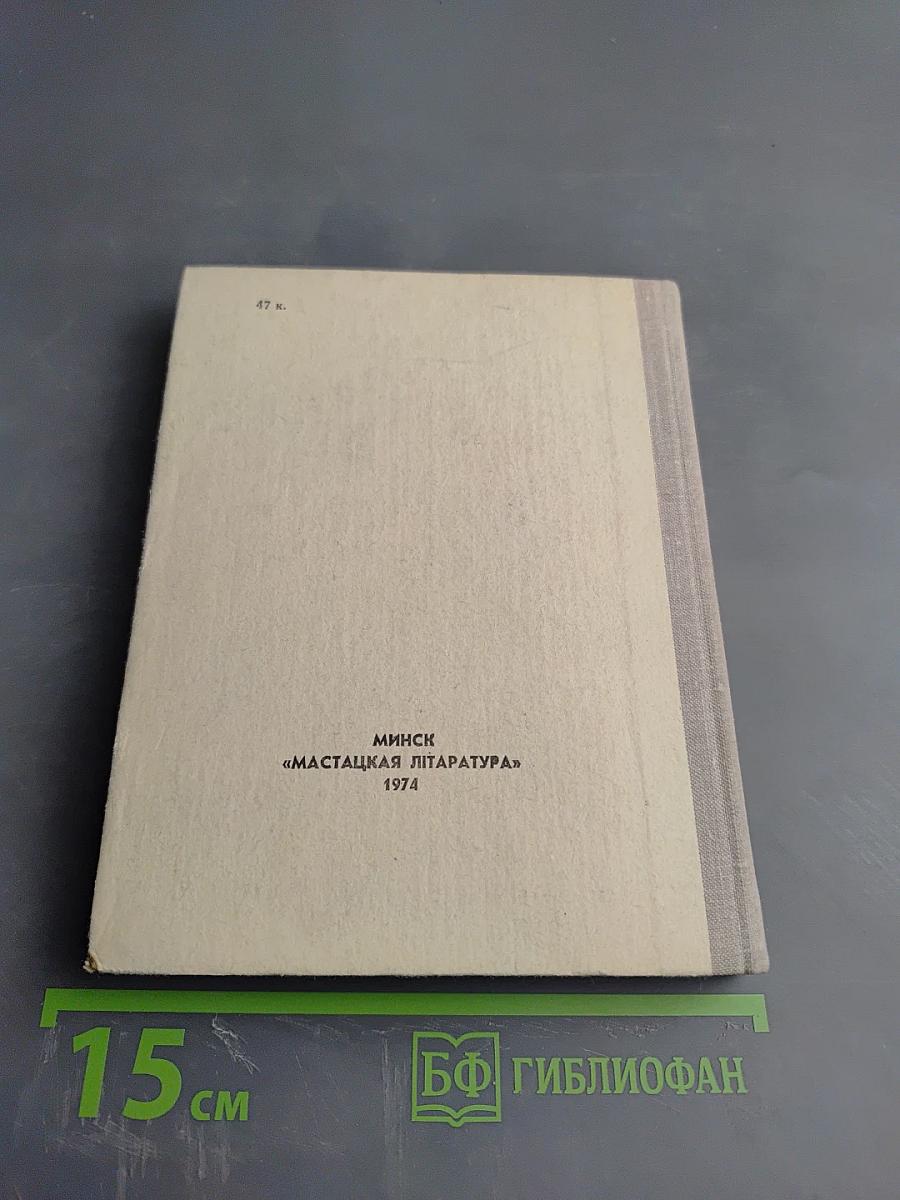 47 к.
МИНСК
«МАСТАЦКАЯ ЛІТАРАТУРА»
1974
15 см
БФ ГИБЛИОФАН